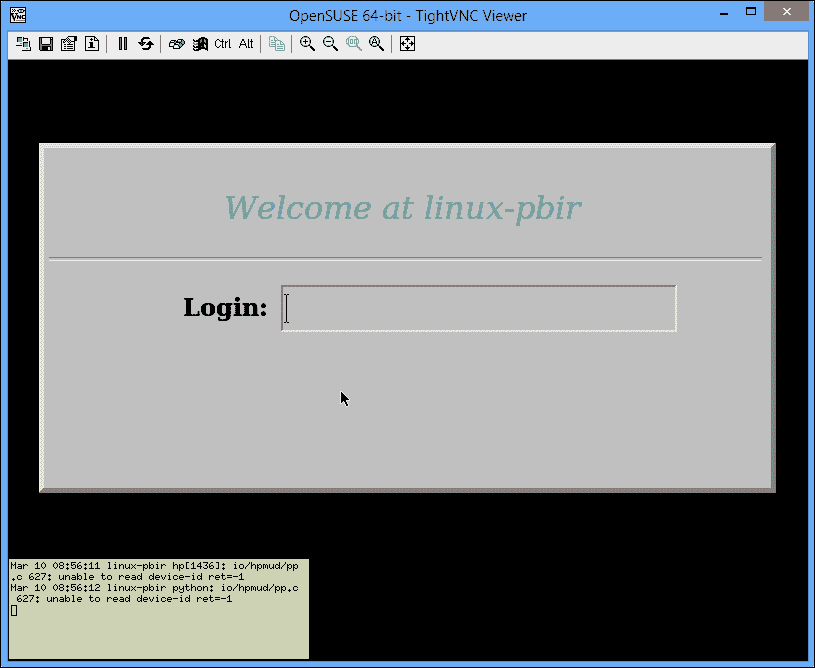 OpenSUSE 64-bit - TightVNC Viewer
Ctrl Alt
Welcome at linux-pbir
Login:
Mar 10 08:56:11 linux-pbir hp[1436]: io/hpmud/pp
.c 627: unable to read device-id ret=-1
Mar 10 08:56:12 linux-pbir python: io/hpmud/pp.c
627: unable to read device-id ret=-1